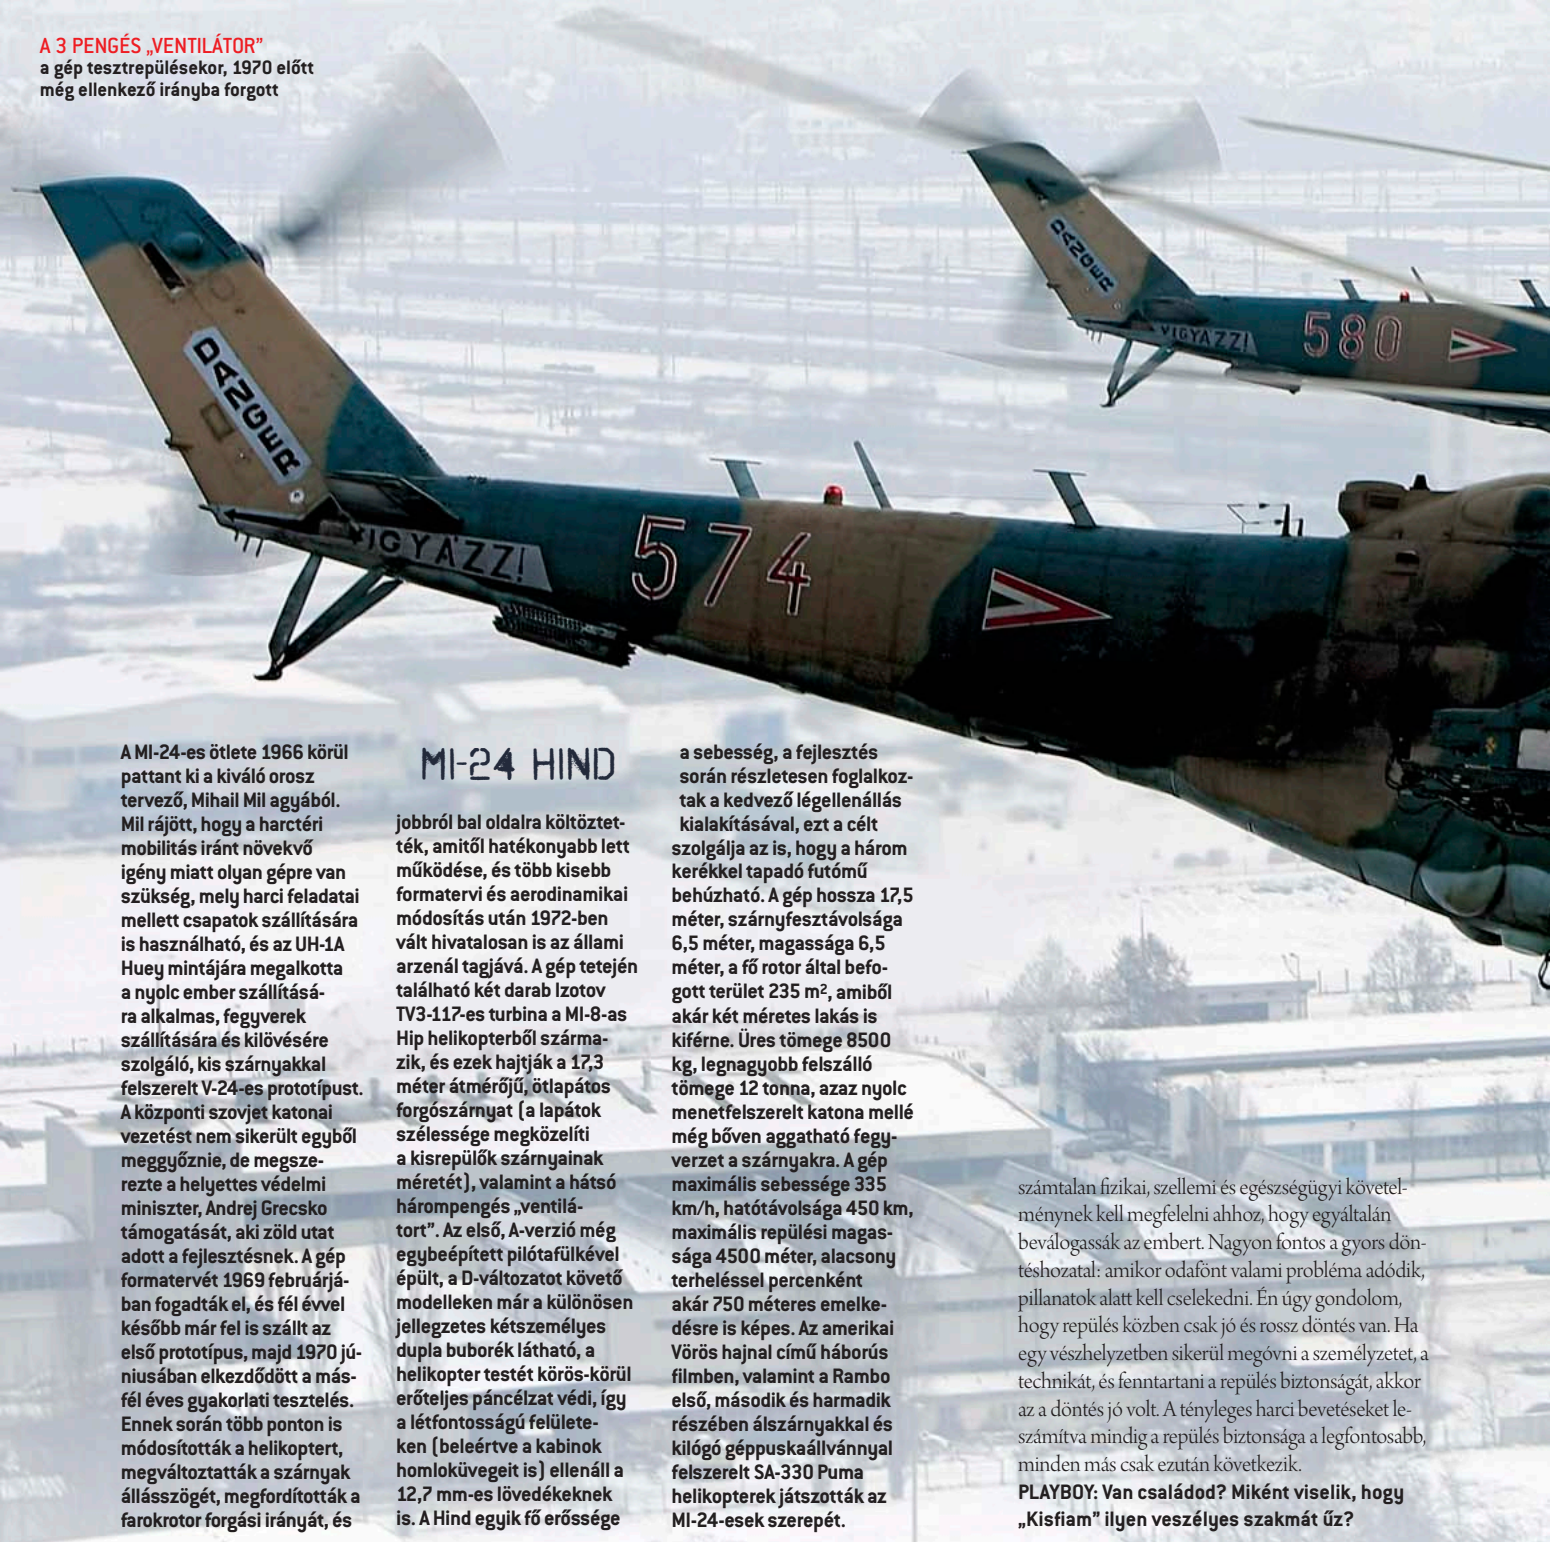 A 3 PENGÉS „VENTILÁTOR”
a gép tesztrepülésekor, 1970 előtt
még ellenkező irányba forgott
DANGER
VIGYÁZZ!
574
DANGER
VIGYÁZZ!
580
A MI-24-es ötlete 1966 körül
pattant ki a kiváló orosz
tervező, Mihail Mil agyából.
Mil rájött, hogy a harctéri
mobilitás iránt növekvő
igény miatt olyan gépre van
szükség, mely harci feladatai
mellett csapatok szállítására
is használható, és az UH-1A
Huey mintájára megalkotta
a nyolc ember szállításá-
ra alkalmas, fegyverek
szállítására és kilövésére
szolgáló, kis szárnyakkal
felszerelt V-24-es prototípust.
A központi szovjet katonai
vezetést nem sikerült egyből
meggyőznie, de megsze-
rezte a helyettes védelmi
miniszter, Andrej Grecsko
támogatását, aki zöld utat
adott a fejlesztésnek. A gép
formatervét 1969 februárjá-
ban fogadták el, és fél évvel
később már fel is szállt az
első prototípus, majd 1970 jú-
niusában elkezdődött a más-
fél éves gyakorlati tesztelés.
Ennek során több ponton is
módosították a helikoptert,
megváltoztatták a szárnyak
állásszögét, megfordították a
farokrotor forgási irányát, és
MI-24 HIND
jobbról bal oldalra költöztet-
ték, amitől hatékonyabb lett
működése, és több kisebb
formatervi és aerodinamikai
módosítás után 1972-ben
vált hivatalosan is az állami
arzenál tagjává. A gép tetején
található két darab Izotov
TV3-117-es turbina a MI-8-as
Hip helikopterből szárma-
zik, és ezek hajtják a 17,3
méter átmérőjű, ötlapátos
forgószárnyat (a lapátok
szélessége megközelíti
a kisrepülők szárnyainak
méretét), valamint a hátsó
hárompengés „ventilá-
tort”. Az első, A-verzió még
egybeépített pilótafülkével
épült, a D-változatot követő
modelleken már a különösen
jellegzetes kétszemélyes
dupla buborék látható, a
helikopter testét körös-körül
erőteljes páncélzat védi, így
a létfontosságú felülete-
ken (beleértve a kabinok
homloküvegeit is) ellenáll a
12,7 mm-es lövedékeknek
is. A Hind egyik fő erőssége
a sebesség, a fejlesztés
során részletesen foglalkoz-
tak a kedvező légellenállás
kialakításával, ezt a célt
szolgálja az is, hogy a három
kerékkel tapadó futómű
behúzható. A gép hossza 17,5
méter, szárnyfesztávolsága
6,5 méter, magassága 6,5
méter, a fő rotor által befo-
gott terület 235 m², amiből
akár két méretes lakás is
kiférne. Üres tömege 8500
kg, legnagyobb felszálló
tömege 12 tonna, azaz nyolc
menetfelszerelt katona mellé
még bőven aggatható fegy-
verzet a szárnyakra. A gép
maximális sebessége 335
km/h, hatótávolsága 450 km,
maximális repülési magas-
sága 4500 méter, alacsony
terheléssel percenként
akár 750 méteres emelke-
désre is képes. Az amerikai
Vörös hajnal című háborús
filmben, valamint a Rambo
első, második és harmadik
részében álszárnyakkal és
kilógó géppuskaállvánnyal
felszerelt SA-330 Puma
helikopterek játszották az
MI-24-esek szerepét.
számtalan fizikai, szellemi és egészségügyi követel-
ménynek kell megfelelni ahhoz, hogy egyáltalán
beválogassák az embert. Nagyon fontos a gyors dön-
téshozatal: amikor odafönt valami probléma adódik,
pillanatok alatt kell cselekedni. Én úgy gondolom,
hogy repülés közben csak jó és rossz döntés van. Ha
egy vészhelyzetben sikerül megóvni a személyzetet, a
technikát, és fenntartani a repülés biztonságát, akkor
az a döntés jó volt. A tényleges harci bevetéseket le-
számítva mindig a repülés biztonsága a legfontosabb,
minden más csak ezután következik.
PLAYBOY: Van családod? Miként viselik, hogy
„Kisfiam” ilyen veszélyes szakmát űz?